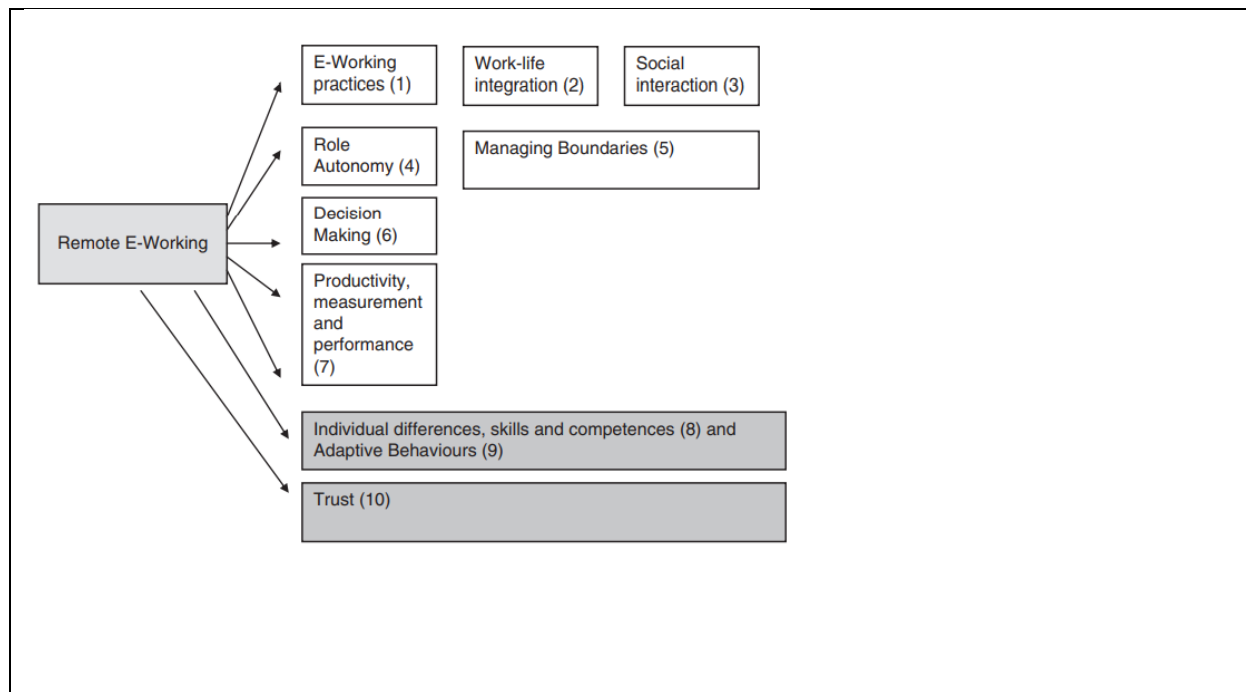 E-Working
practices (1)
Work-life
integration (2)
Social
interaction (3)
Role
Autonomy (4)
Managing Boundaries (5)
Remote E-Working
Decision
Making (6)
Productivity,
measurement
and
performance
(7)
Individual differences, skills and competences (8) and
Adaptive Behaviours (9)
Trust (10)